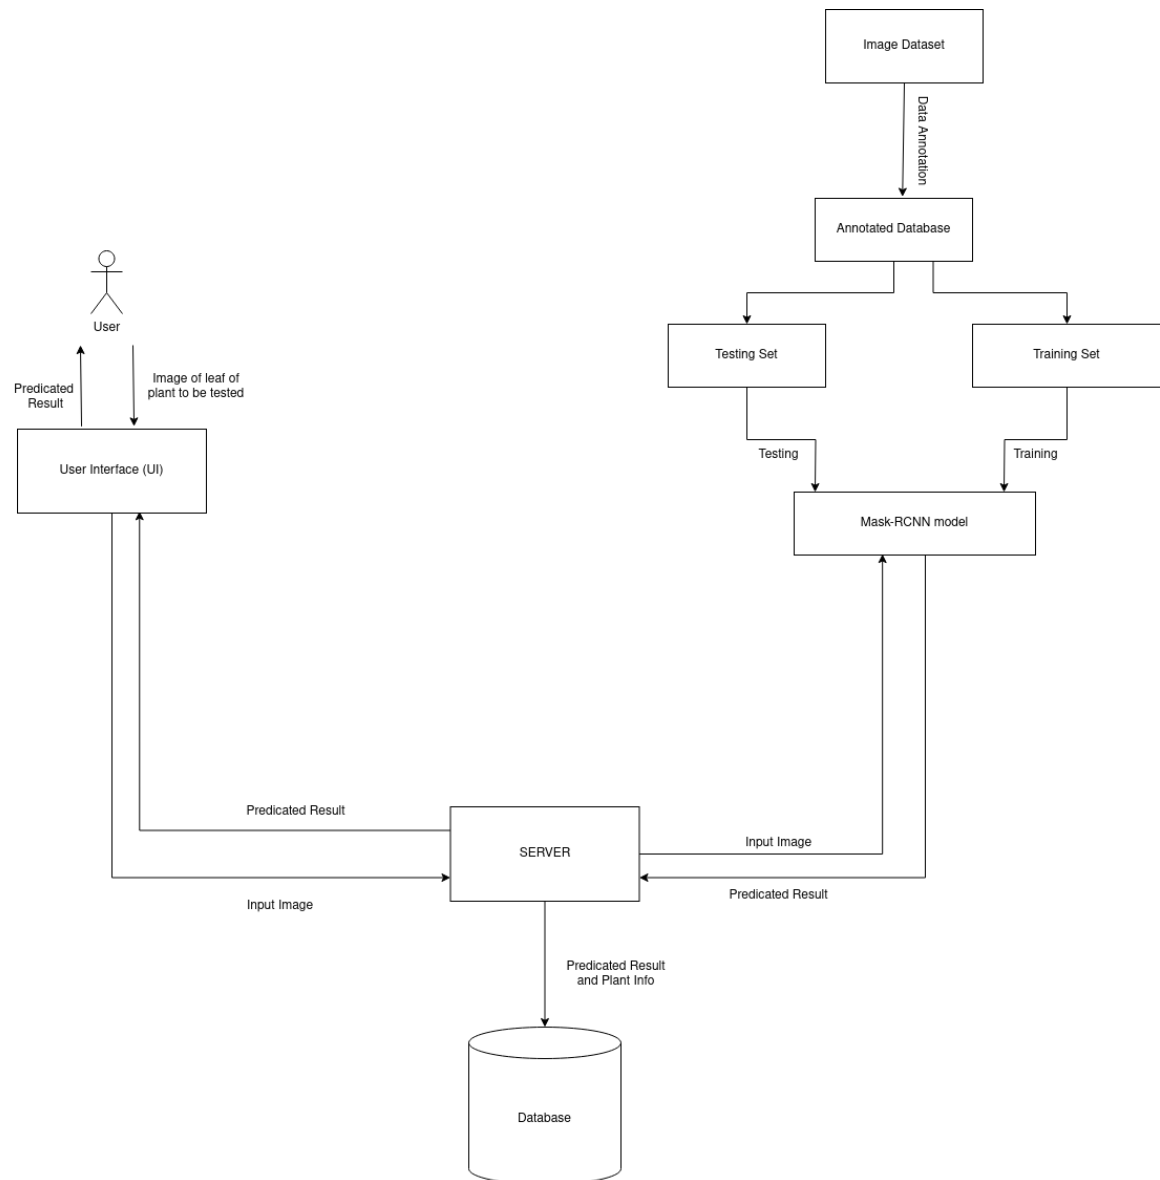 Image Dataset
Data Annotation
Annotated Database
User
Testing Set
Training Set
Predicated
Result
Image of leaf of
plant to be tested
User Interface (UI)
Testing
Training
Mask-RCNN model
Predicated Result
SERVER
Input Image
Input Image
Predicated Result
Predicated Result
and Plant Info
Database